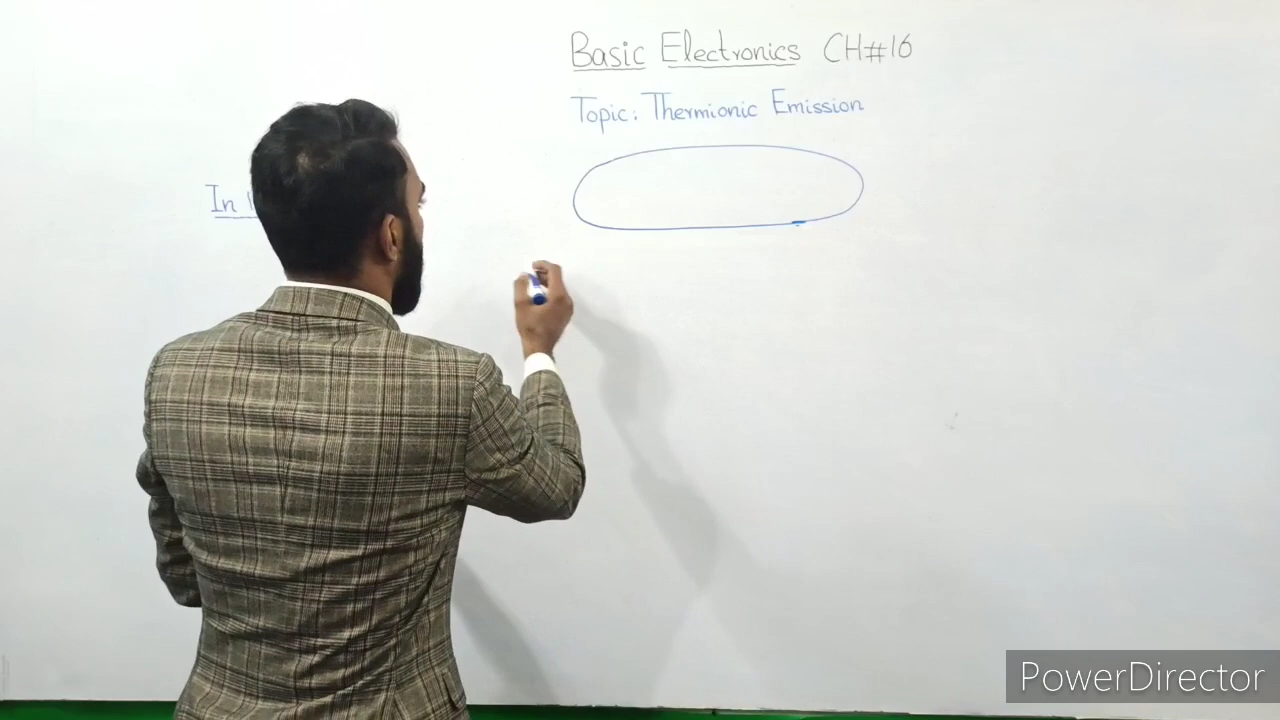 Basic Electronics CH#16
Topic: Thermionic Emission
In
PowerDirector